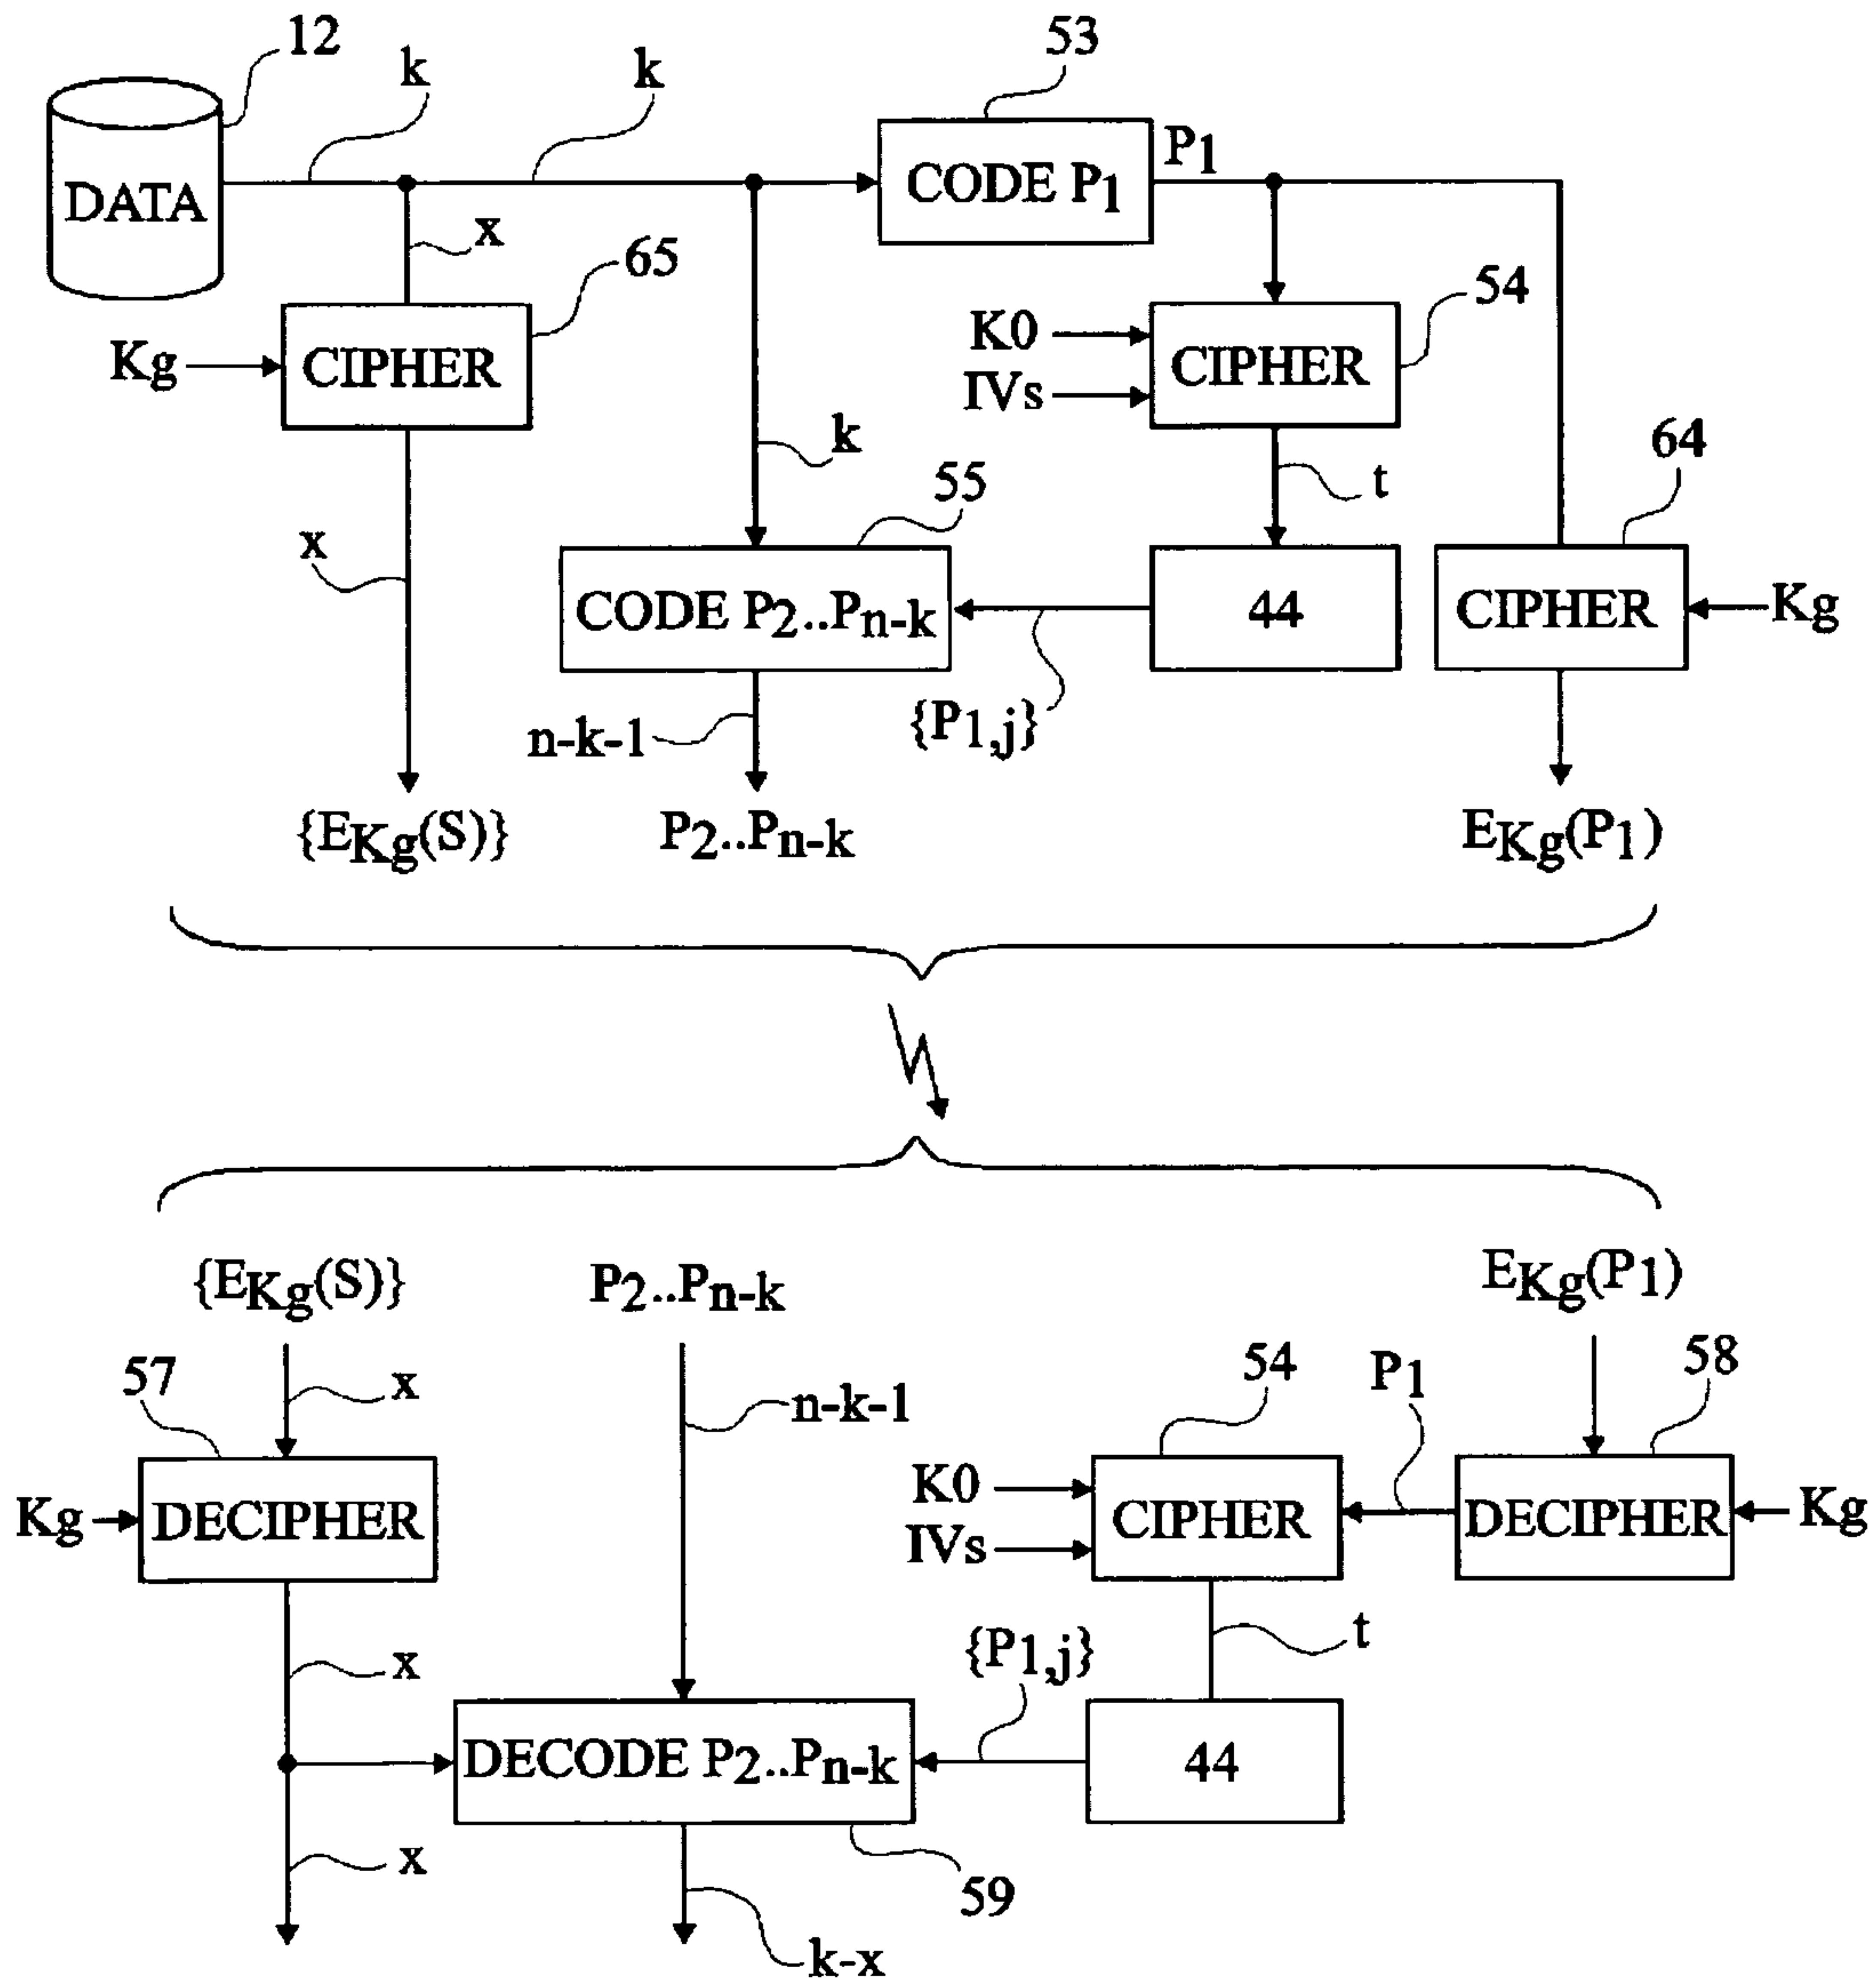 12
k
k
53
DATA
CODE P1
P1
x
65
54
Kg
CIPHER
K0
IVs
CIPHER
64
k
t
55
x
CODE P2..Pn-k
44
CIPHER
Kg
n-k-1
{P1,j}
{EKg(S)}
P2..Pn-k
EKg(P1)
{EKg(S)}
P2..Pn-k
EKg(P1)
57
x
n-k-1
54
P1
58
Kg
DECIPHER
K0
IVs
CIPHER
DECIPHER
Kg
x
{P1,j}
t
DECODE P2..Pn-k
44
x
59
k-x